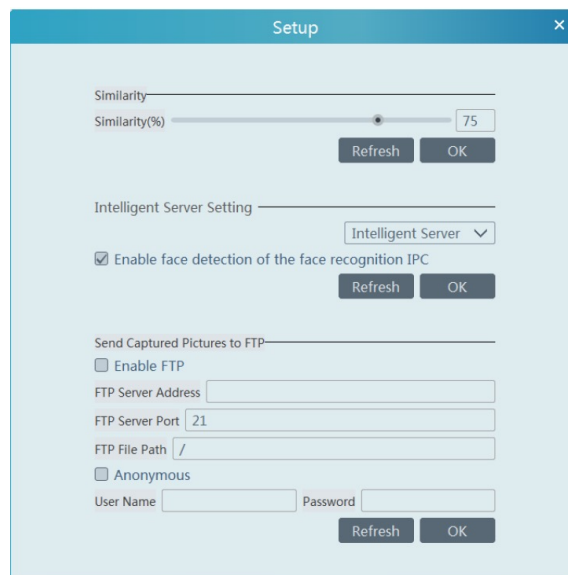 Setup
Similarity
Similarity(%) 75
Refresh OK
Intelligent Server Setting
Intelligent Server
Enable face detection of the face recognition IPC
Refresh OK
Send Captured Pictures to FTP
Enable FTP
FTP Server Address
FTP Server Port 21
FTP File Path /
Anonymous
User Name Password
Refresh OK